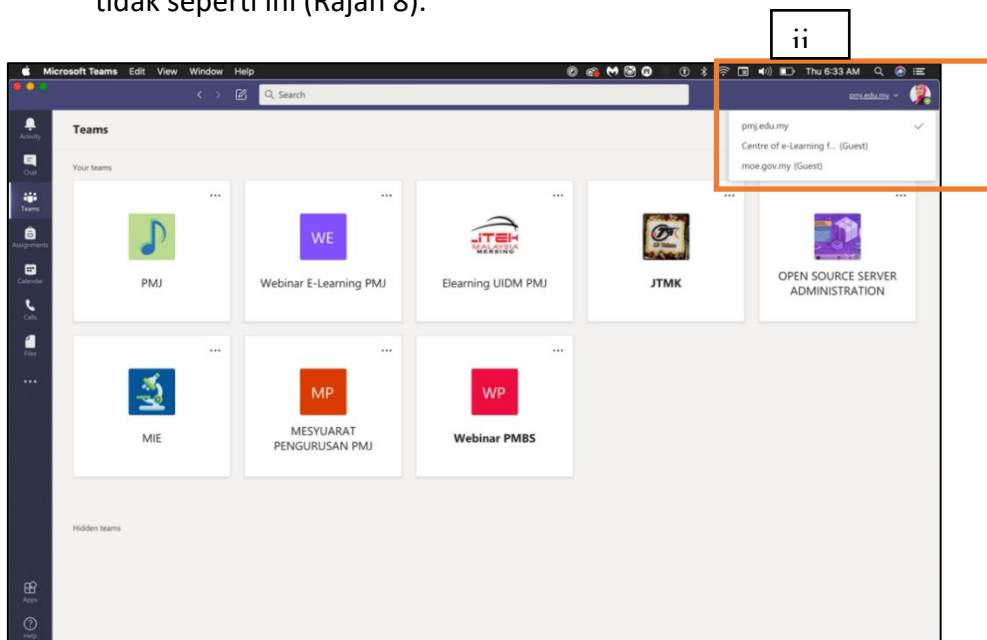 tidak seperti ini (Rajah 8).
ii
Microsoft Teams Edit View Window Help Thu 6:33 AM
Search pmj.edu.my
pmj.edu.my
Centre of e-Learning f... (Guest)
moe.gov.my (Guest)
Activity
Chat
Teams
Assignments
Calendar
Calls
Files
Apps
Help
Teams
Your teams
PMJ
WE
Webinar E-Learning PMJ
JTEK
MALAYSIA
MERSING
Elearning UIDM PMJ
JTMK
OPEN SOURCE SERVER
ADMINISTRATION
MIE
MP
MESYUARAT
PENGURUSAN PMJ
WP
Webinar PMBS
Hidden teams